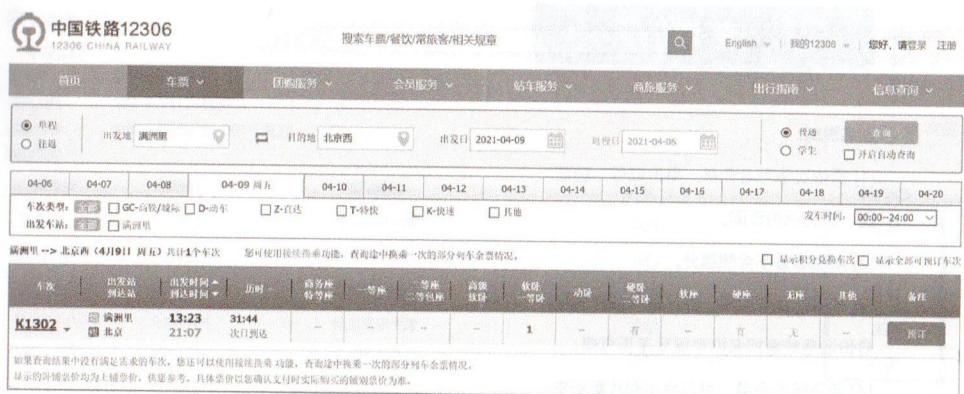 中国铁路12306
12306 CHINA RAILWAY
搜索车票/餐饮/常旅客/相关规章
English 我的12306 您好，请登录 注册
首页 车票 团购服务 会员服务 站车服务 商旅服务 出行指南 信息查询
单程 往返 出发地 满洲里 目的地 北京西 出发日 2021-04-09 返程日 2021-04-06 普通 学生 查询 开启自动查询
04-06 04-07 04-08 04-09 周五 04-10 04-11 04-12 04-13 04-14 04-15 04-16 04-17 04-18 04-19 04-20
车次类型： 全部 GC-高铁/城际 D-动车 Z-直达 T-特快 K-快速 其他 发车时间： 00:00--24:00
出发车站： 全部 满洲里
满洲里 --> 北京西（4月9日 周五）共计1个车次 您可使用接续换乘功能，查询途中换乘一次的部分列车余票情况。 显示积分兑换车次 显示全部可预订车次
车次 出发站 到达站 出发时间 到达时间 历时 商务座 特等座 一等座 二等座 二等包座 高级 软卧 软卧 一等卧 动卧 硬卧 二等卧 软座 硬座 无座 其他 备注
K1302 满洲里 13:23 31:44 -- -- -- -- 1 -- 有 -- 有 无 -- 预订
北京 21:07 次日到达
如果查询结果中没有满足需求的车次，您还可以使用接续换乘 功能，查询途中换乘一次的部分列车余票情况。
显示的卧铺票价均为上铺票价，供您参考。具体票价以您确认支付时实际购买的铺别票价为准。